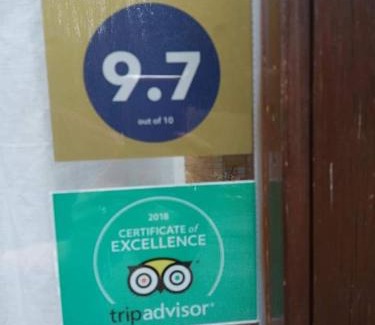 9.7
out of 10
2018
CERTIFICATE of
EXCELLENCE
tripadvisor®